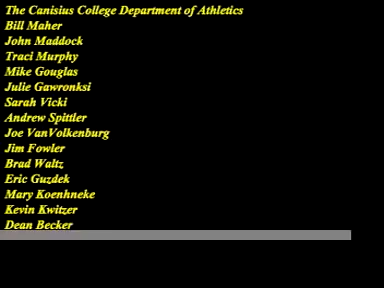 The Canisius College Department of Athletics
Bill Maher
John Maddock
Traci Murphy
Mike Gouglas
Julie Gawronksi
Sarah Vicki
Andrew Spittler
Joe VanVolkenburg
Jim Fowler
Brad Waltz
Eric Guzdek
Mary Koenhneke
Kevin Kwitzer
Dean Becker